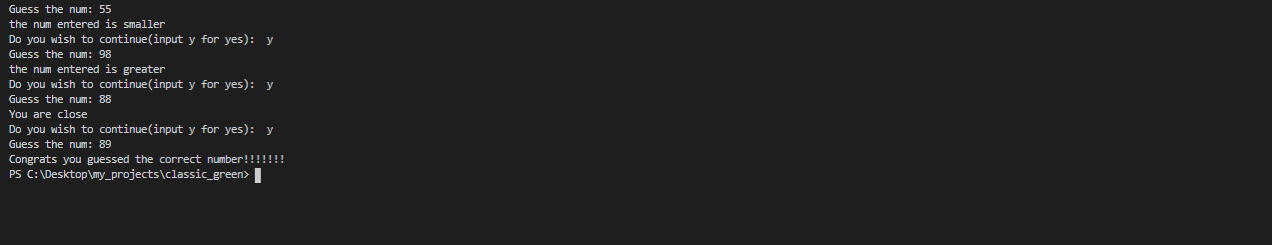 Guess the num: 55
the num entered is smaller
Do you wish to continue(input y for yes):  y
Guess the num: 98
the num entered is greater
Do you wish to continue(input y for yes):  y
Guess the num: 88
You are close
Do you wish to continue(input y for yes):  y
Guess the num: 89
Congrats you guessed the correct number!!!!!!!
PS C:\Desktop\my_projects\classic_green>